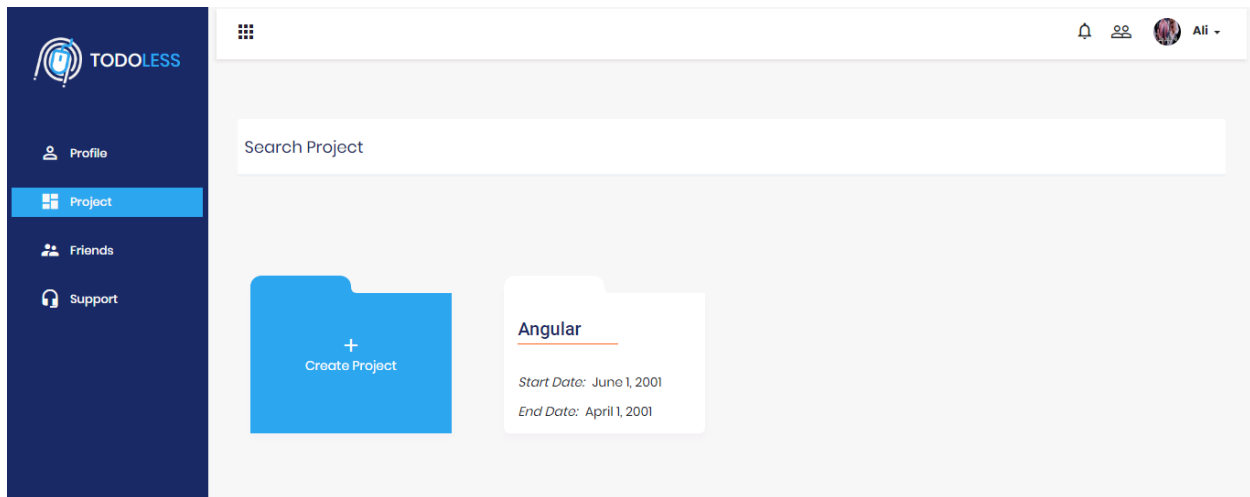 TODOLESS
Ali
Profile
Project
Friends
Support
Search Project
+
Create Project
Angular
Start Date: June 1, 2001
End Date: April 1, 2001